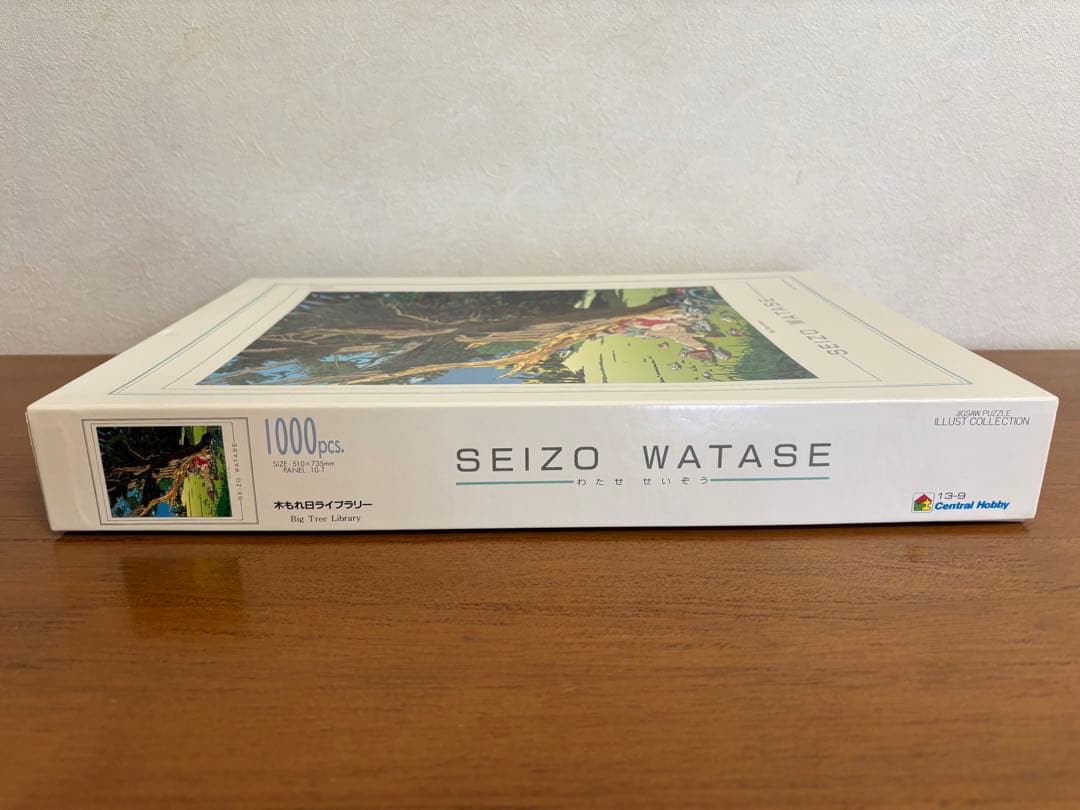 SEIZO WATASE
SEIZO WATASE
1000pcs.
SIZE : 510×735mm
PANEL : 10-T
木もれ日ライブラリー
Big Tree Library
SEIZO WATASE
わたせ せいぞう
JIGSAW PUZZLE
ILLUST COLLECTION
13-9
Central Hobby